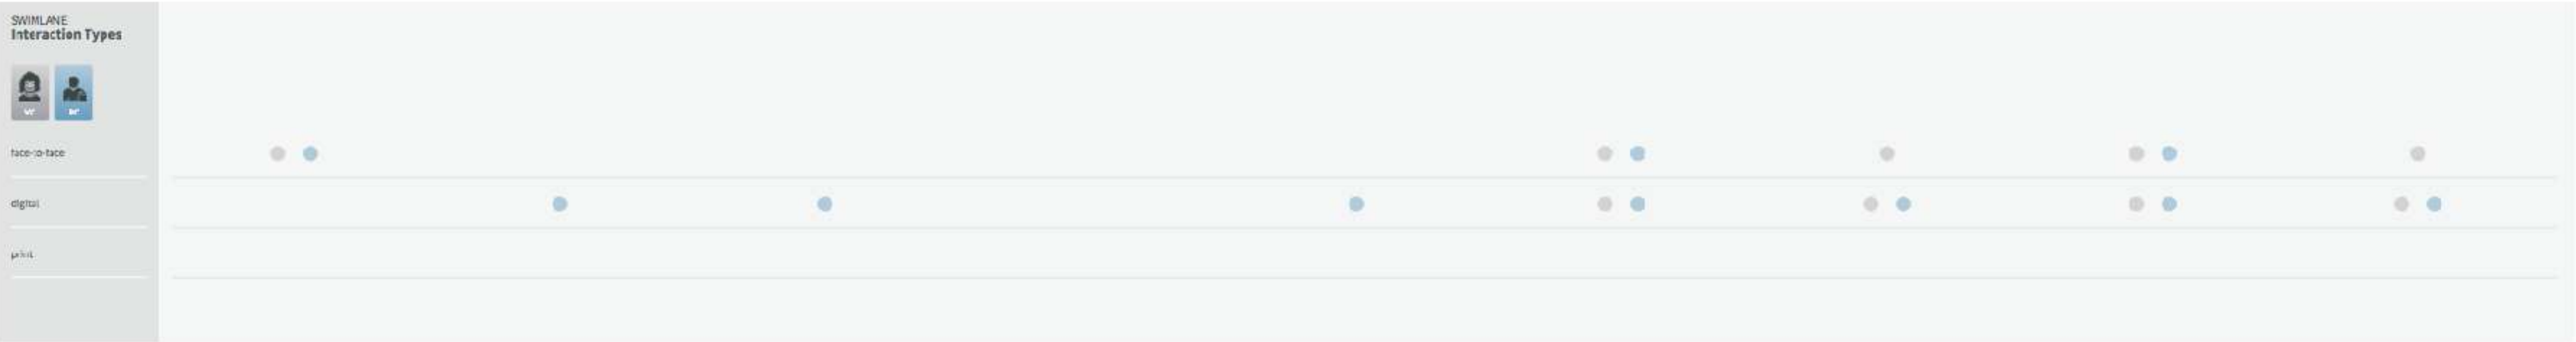 SWIMLANE
Interaction Types
face-to-face
digital
print